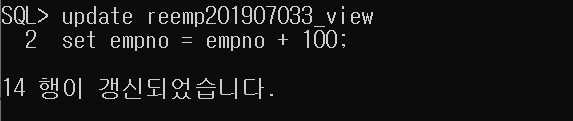 SQL> update reemp201907033_view
2 set empno = empno + 100;
14 행이 갱신되었습니다.